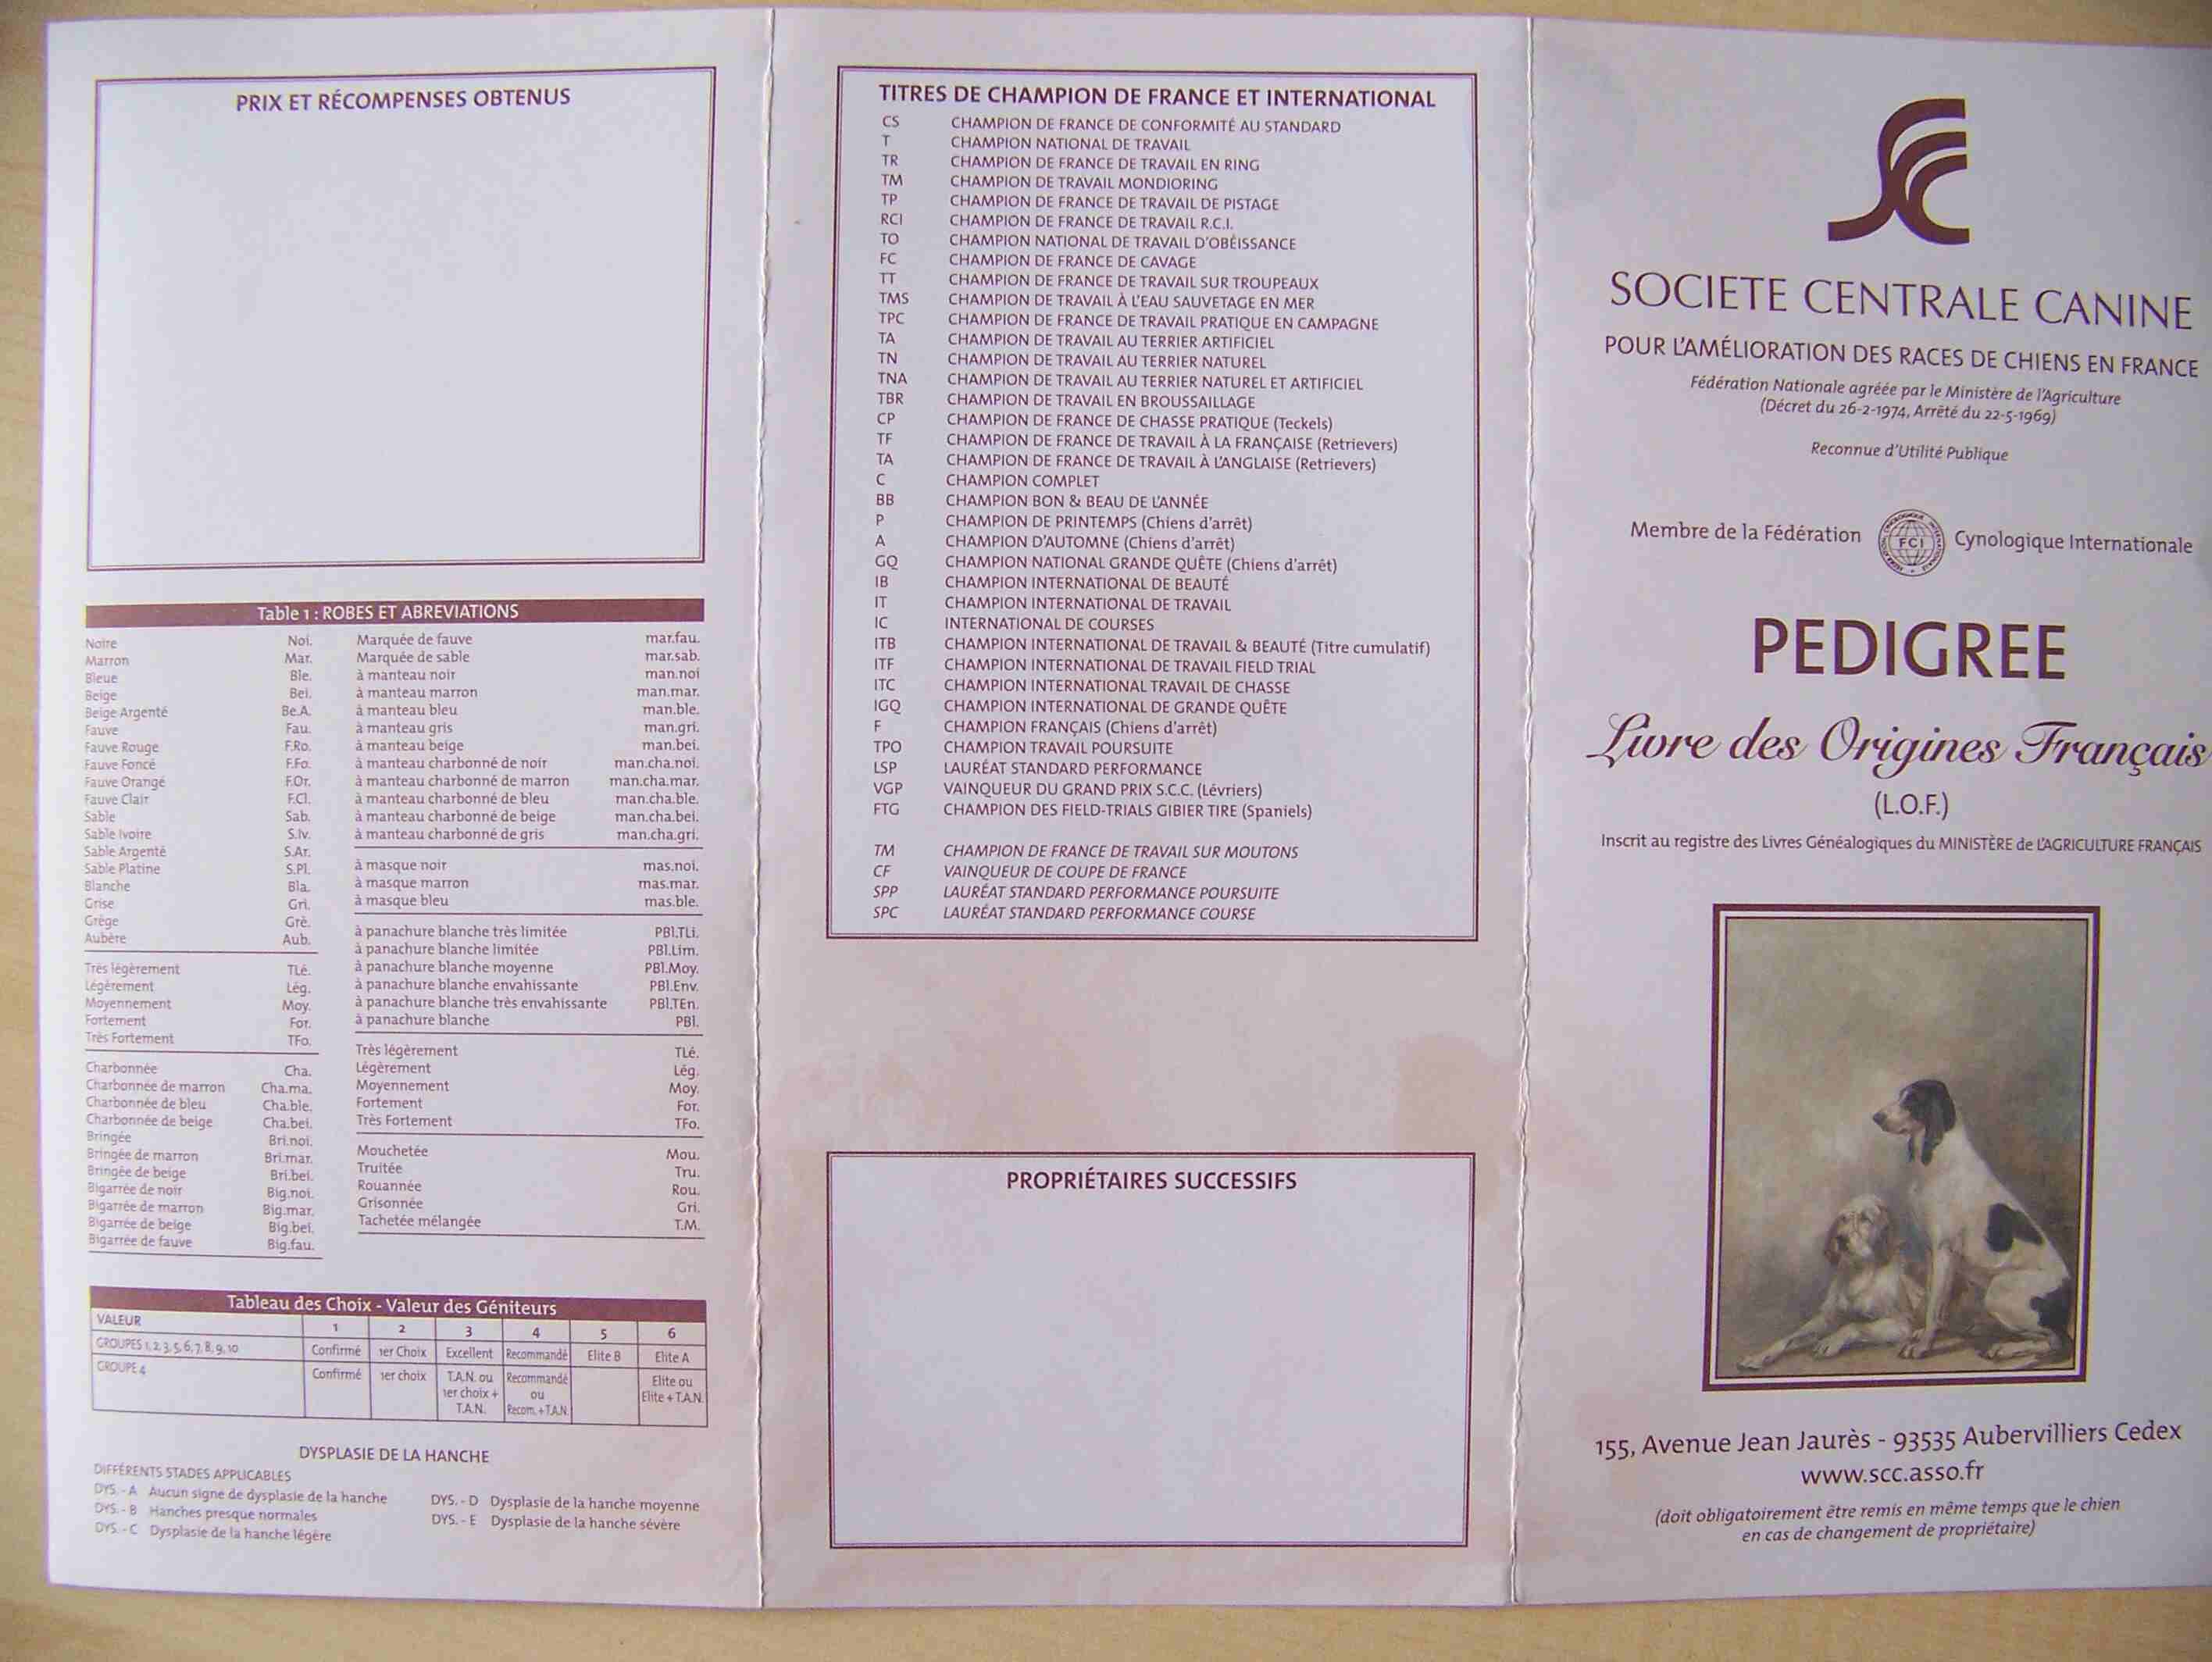 PRIX ET RÉCOMPENSES OBTENUS
Table 1 : ROBES ET ABREVIATIONS
Noire Noi.
Marron Mar.
Bleue Ble.
Beige Bei.
Beige Argenté Be.A.
Fauve Fau.
Fauve Rouge F.Ro.
Fauve Foncé F.Fo.
Fauve Orangé F.Or.
Fauve Clair F.Cl.
Sable Sab.
Sable Ivoire S.Iv.
Sable Argenté S.Ar.
Sable Platine S.Pl.
Blanche Bla.
Grise Gri.
Grège Grè.
Aubère Aub.
Très légèrement TLé.
Légèrement Lég.
Moyennement Moy.
Fortement For.
Très Fortement TFo.
Charbonnée Cha.
Charbonnée de marron Cha.ma.
Charbonnée de bleu Cha.ble.
Charbonnée de beige Cha.bei.
Bringée Bri.noi.
Bringée de marron Bri.mar.
Bringée de beige Bri.bei.
Bigarrée de noir Big.noi.
Bigarrée de marron Big.mar.
Bigarrée de beige Big.bei.
Bigarrée de fauve Big.fau.
Marquée de fauve mar.fau.
Marquée de sable mar.sab.
à manteau noir man.noi
à manteau marron man.mar.
à manteau bleu man.ble.
à manteau gris man.gri.
à manteau beige man.bei.
à manteau charbonné de noir man.cha.noi.
à manteau charbonné de marron man.cha.mar.
à manteau charbonné de bleu man.cha.ble.
à manteau charbonné de beige man.cha.bei.
à manteau charbonné de gris man.cha.gri.
à masque noir mas.noi.
à masque marron mas.mar.
à masque bleu mas.ble.
à panachure blanche très limitée PBl.TLi.
à panachure blanche limitée PBl.Lim.
à panachure blanche moyenne PBl.Moy.
à panachure blanche envahissante PBl.Env.
à panachure blanche très envahissante PBl.TEn.
à panachure blanche PBl.
Très légèrement TLé.
Légèrement Lég.
Moyennement Moy.
Fortement For.
Très Fortement TFo.
Mouchetée Mou.
Truitée Tru.
Rouannée Rou.
Grisonnée Gri.
Tachetée mélangée T.M.
Tableau des Choix - Valeur des Géniteurs
VALEUR 1 2 3 4 5 6
GROUPES 1, 2, 3, 5, 6, 7, 8, 9, 10 Confirmé 1er Choix Excellent Recommandé Elite B Elite A
GROUPE 4 Confirmé 1er choix T.A.N. ou Recommandé Elite ou
1er choix + ou Elite + T.A.N.
T.A.N. Recom. + T.A.N.
DYSPLASIE DE LA HANCHE
DIFFÉRENTS STADES APPLICABLES
DYS. - A Aucun signe de dysplasie de la hanche
DYS. - B Hanches presque normales
DYS. - C Dysplasie de la hanche légère
DYS. - D Dysplasie de la hanche moyenne
DYS. - E Dysplasie de la hanche sévère
TITRES DE CHAMPION DE FRANCE ET INTERNATIONAL
CS CHAMPION DE FRANCE DE CONFORMITÉ AU STANDARD
T CHAMPION NATIONAL DE TRAVAIL
TR CHAMPION DE FRANCE DE TRAVAIL EN RING
TM CHAMPION DE TRAVAIL MONDIORING
TP CHAMPION DE FRANCE DE TRAVAIL DE PISTAGE
RCI CHAMPION DE FRANCE DE TRAVAIL R.C.I.
TO CHAMPION NATIONAL DE TRAVAIL D'OBÉISSANCE
FC CHAMPION DE FRANCE DE CAVAGE
TT CHAMPION DE FRANCE DE TRAVAIL SUR TROUPEAUX
TMS CHAMPION DE TRAVAIL À L'EAU SAUVETAGE EN MER
TPC CHAMPION DE FRANCE DE TRAVAIL PRATIQUE EN CAMPAGNE
TA CHAMPION DE TRAVAIL AU TERRIER ARTIFICIEL
TN CHAMPION DE TRAVAIL AU TERRIER NATUREL
TNA CHAMPION DE TRAVAIL AU TERRIER NATUREL ET ARTIFICIEL
TBR CHAMPION DE TRAVAIL EN BROUSSAILLAGE
CP CHAMPION DE FRANCE DE CHASSE PRATIQUE (Teckels)
TF CHAMPION DE FRANCE DE TRAVAIL À LA FRANÇAISE (Retrievers)
TA CHAMPION DE FRANCE DE TRAVAIL À L'ANGLAISE (Retrievers)
C CHAMPION COMPLET
BB CHAMPION BON & BEAU DE L'ANNÉE
P CHAMPION DE PRINTEMPS (Chiens d'arrêt)
A CHAMPION D'AUTOMNE (Chiens d'arrêt)
GQ CHAMPION NATIONAL GRANDE QUÊTE (Chiens d'arrêt)
IB CHAMPION INTERNATIONAL DE BEAUTÉ
IT CHAMPION INTERNATIONAL DE TRAVAIL
IC INTERNATIONAL DE COURSES
ITB CHAMPION INTERNATIONAL DE TRAVAIL & BEAUTÉ (Titre cumulatif)
ITF CHAMPION INTERNATIONAL DE TRAVAIL FIELD TRIAL
ITC CHAMPION INTERNATIONAL TRAVAIL DE CHASSE
IGQ CHAMPION INTERNATIONAL DE GRANDE QUÊTE
F CHAMPION FRANÇAIS (Chiens d'arrêt)
TPO CHAMPION TRAVAIL POURSUITE
LSP LAURÉAT STANDARD PERFORMANCE
VGP VAINQUEUR DU GRAND PRIX S.C.C. (Lévriers)
FTG CHAMPION DES FIELD-TRIALS GIBIER TIRE (Spaniels)
TM CHAMPION DE FRANCE DE TRAVAIL SUR MOUTONS
CF VAINQUEUR DE COUPE DE FRANCE
SPP LAURÉAT STANDARD PERFORMANCE POURSUITE
SPC LAURÉAT STANDARD PERFORMANCE COURSE
PROPRIÉTAIRES SUCCESSIFS
SOCIETE CENTRALE CANINE
POUR L'AMÉLIORATION DES RACES DE CHIENS EN FRANCE
Fédération Nationale agréée par le Ministère de l'Agriculture
(Décret du 26-2-1974, Arrêté du 22-5-1969)
Reconnue d'Utilité Publique
Membre de la Fédération FCI Cynologique Internationale
PEDIGREE
Livre des Origines Français
(L.O.F.)
Inscrit au registre des Livres Généalogiques du MINISTÈRE de L'AGRICULTURE FRANÇAIS
155, Avenue Jean Jaurès - 93535 Aubervilliers Cedex
www.scc.asso.fr
(doit obligatoirement être remis en même temps que le chien
en cas de changement de propriétaire)